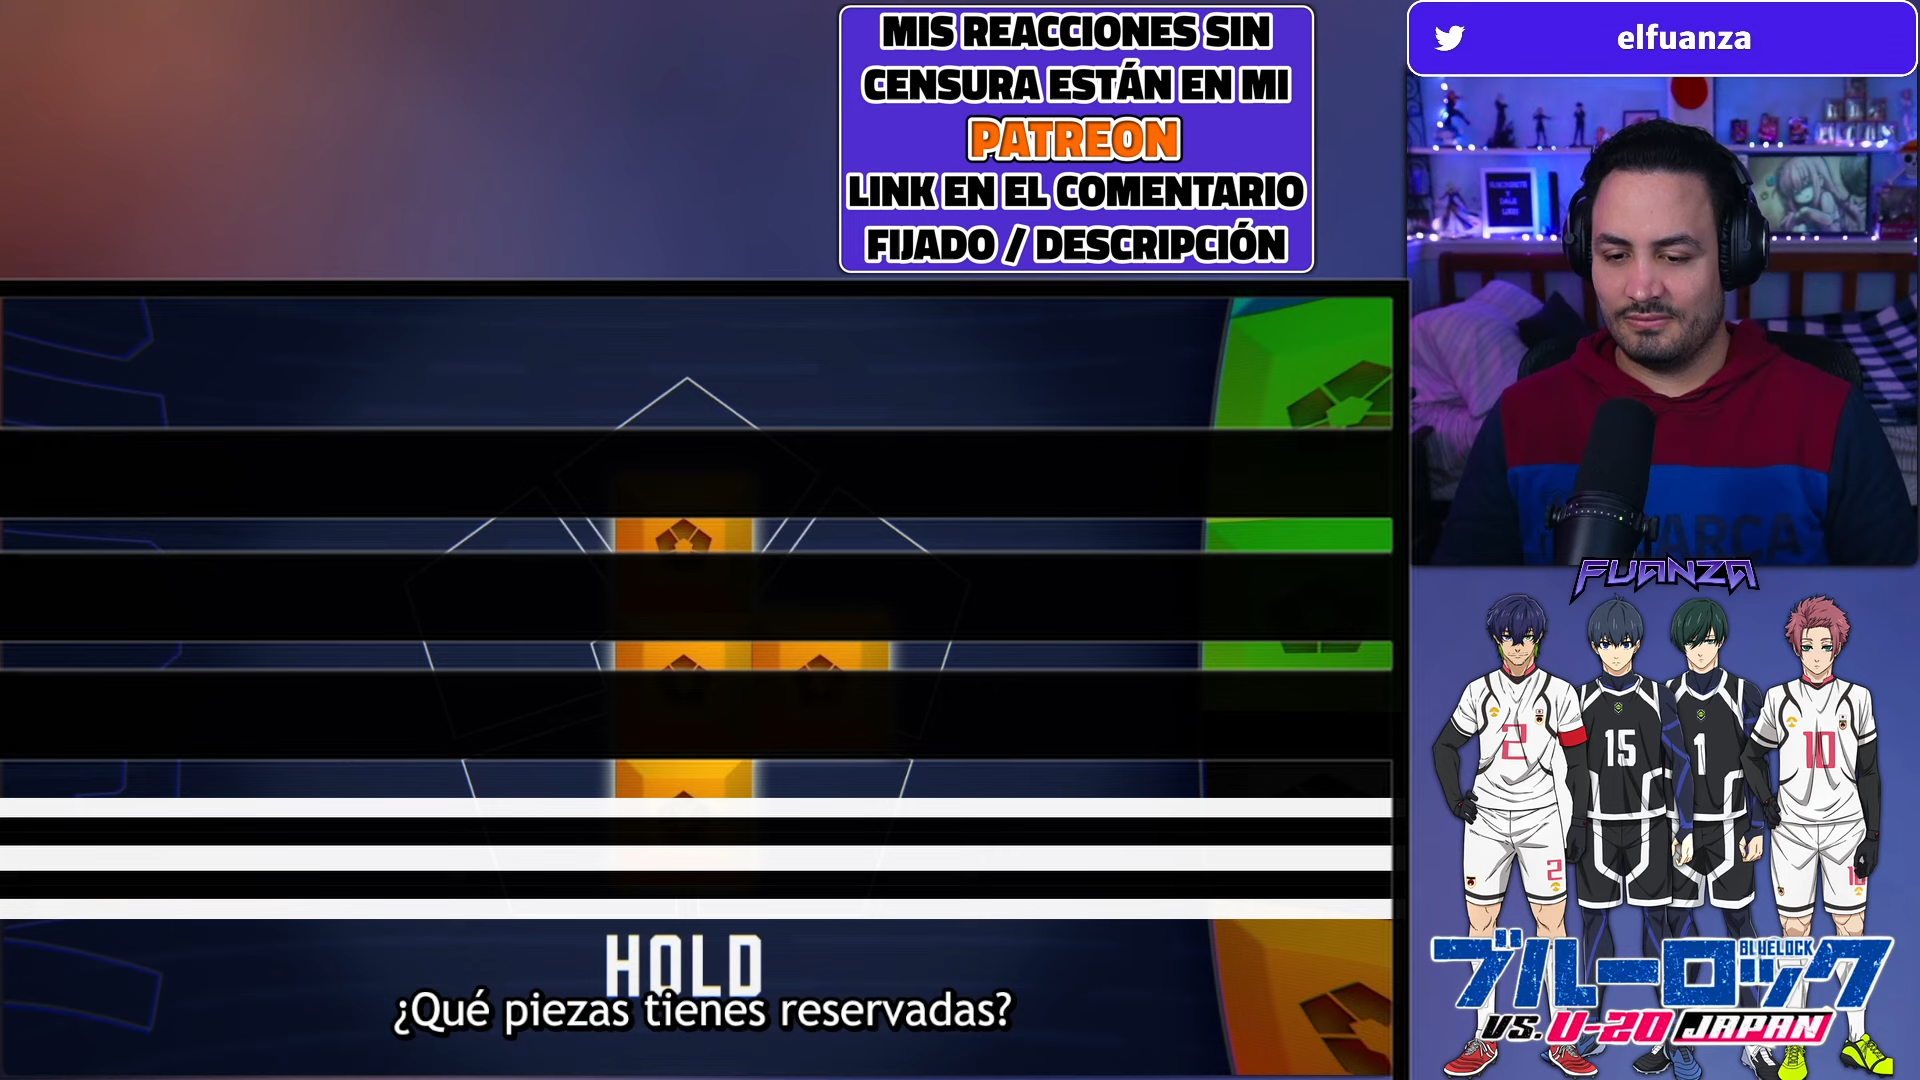 MIS REACCIONES SIN
CENSURA ESTÁN EN MI
PATREON
LINK EN EL COMENTARIO
FIJADO / DESCRIPCIÓN
elfuanza
HOLD
¿Qué piezas tienes reservadas?
FUANZA
2
15
1
10
2
ブルーロック
BLUELOCK
VS. U-20 JAPAN